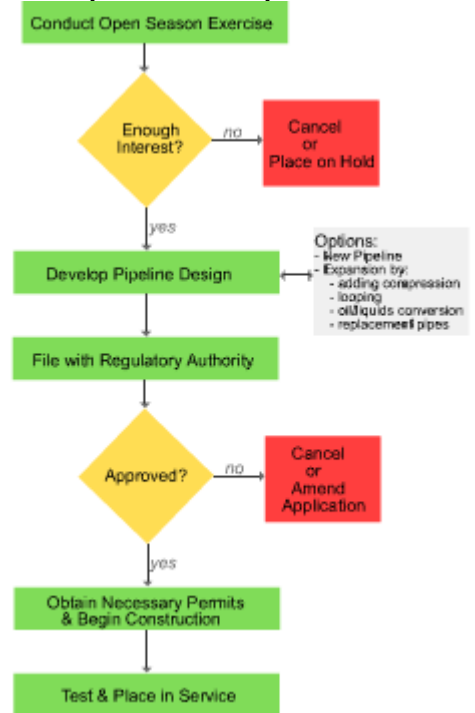 Conduct Open Season Exercise
Enough
Interest?
no
Cancel
or
Place on Hold
yes
Develop Pipeline Design
Options:
- New Pipeline
- Expansion by:
- adding compression
- looping
- oil/liquids conversion
- replacement pipes
File with Regulatory Authority
Approved?
no
Cancel
or
Amend
Application
yes
Obtain Necessary Permits
& Begin Construction
Test & Place in Service